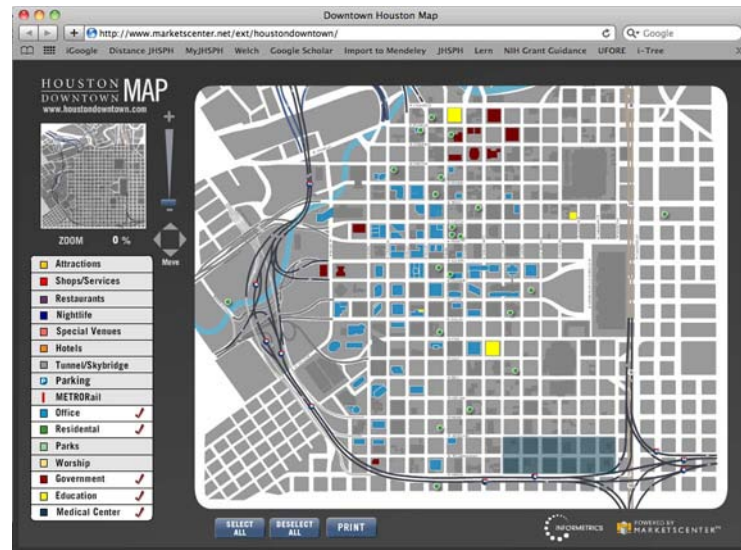 Downtown Houston Map
http://www.marketscenter.net/ext/houstondowntown/
Google
iGoogle Distance JHSPH MyJHSPH Welch Google Scholar Import to Mendeley JHSPH Lern NIH Grant Guidance UFORE i-Tree
HOUSTON
DOWNTOWN MAP
www.houstondowntown.com
ZOOM 0 %
Move
Attractions
Shops/Services
Restaurants
Nightlife
Special Venues
Hotels
Tunnel/Skybridge
Parking
METRORail
Office
Residental
Parks
Worship
Government
Education
Medical Center
SELECT ALL
DESELECT ALL
PRINT
INFORMETRICS
POWERED BY
MARKETSCENTER